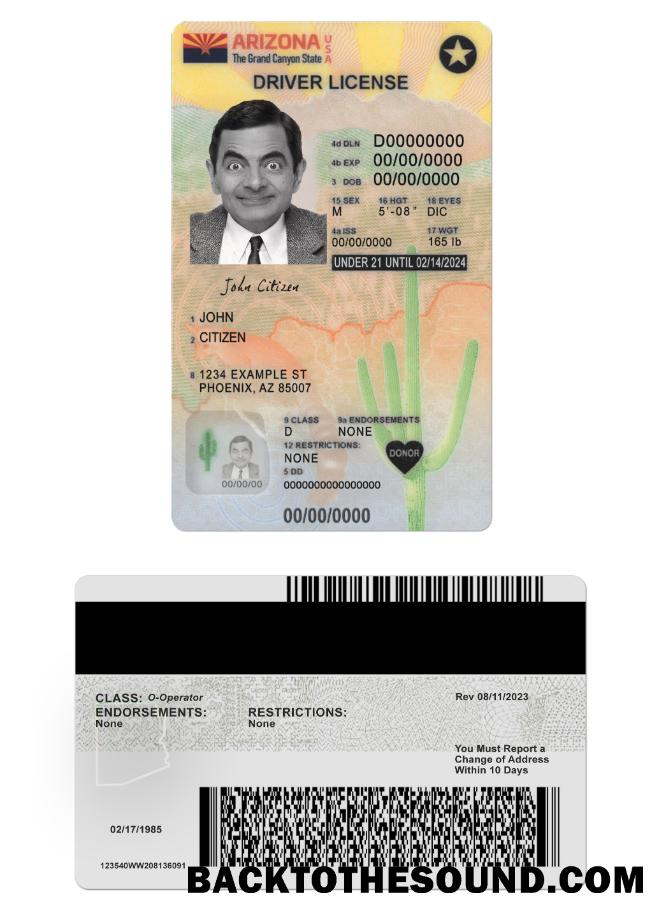 ARIZONA USA
The Grand Canyon State
DRIVER LICENSE
4d DLN D00000000
4b EXP 00/00/0000
3 DOB 00/00/0000
15 SEX 16 HGT 18 EYES
M 5'-08" DIC
4a ISS 17 WGT
00/00/0000 165 lb
UNDER 21 UNTIL 02/14/2024
John Citizen
1 JOHN
2 CITIZEN
8 1234 EXAMPLE ST
PHOENIX, AZ 85007
9 CLASS 9a ENDORSEMENTS
D NONE
12 RESTRICTIONS:
NONE
5 DD
0000000000000000
DONOR
00/00/00
00/00/0000
CLASS: O-Operator
Rev 08/11/2023
ENDORSEMENTS: RESTRICTIONS:
None None
You Must Report a
Change of Address
Within 10 Days
02/17/1985
123540WW208136091
BACKTOTHESOUND.COM